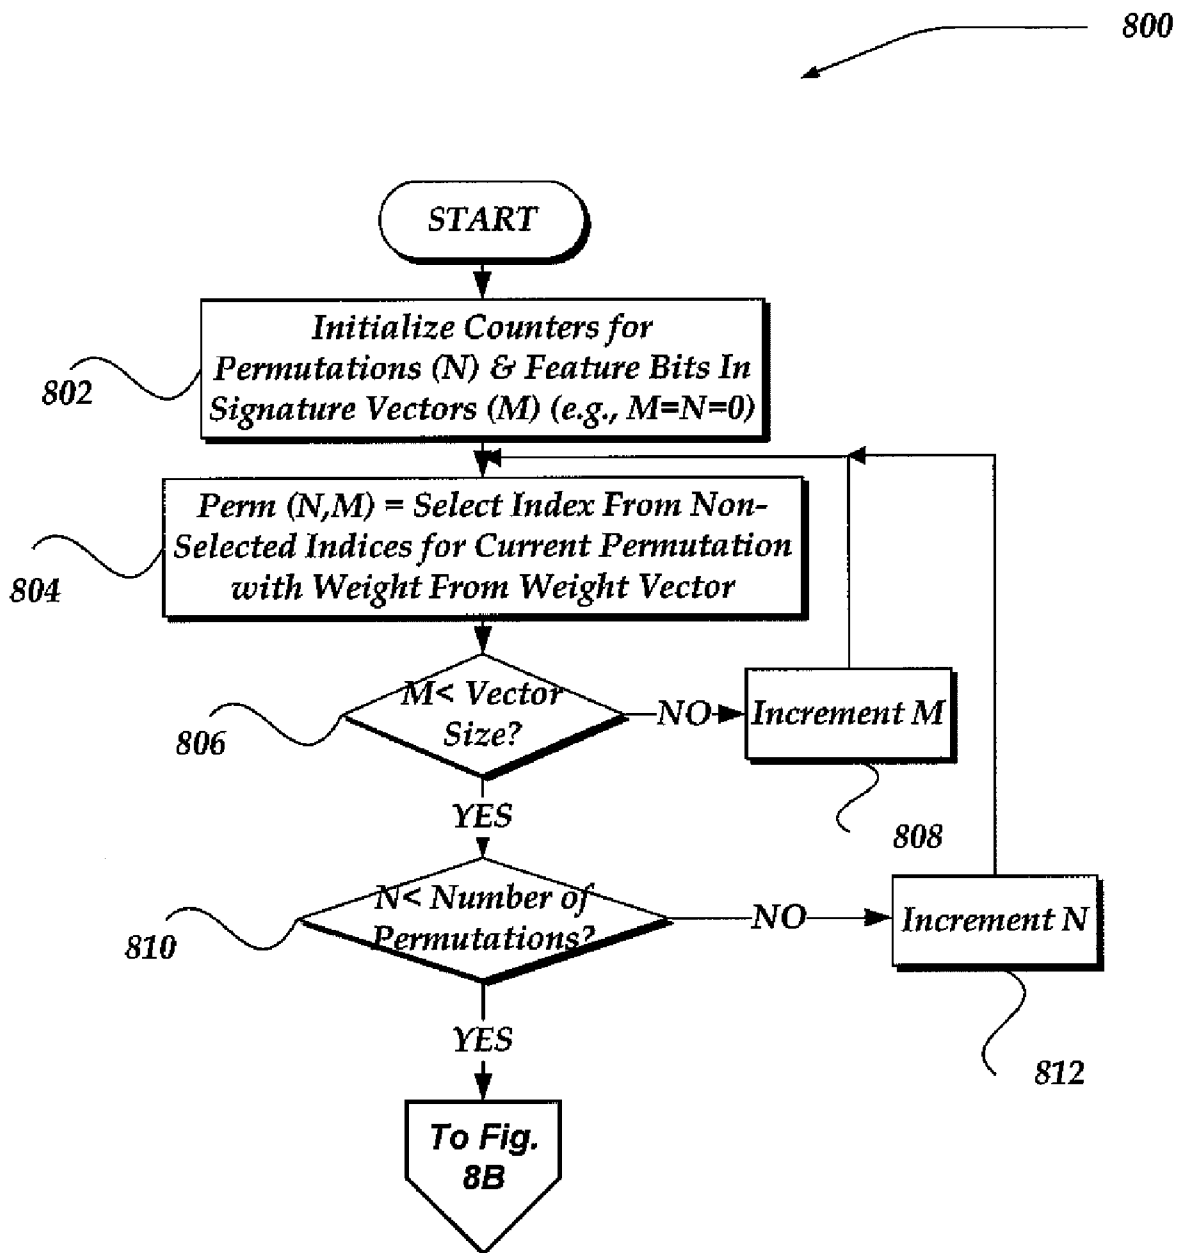 800
START
Initialize Counters for
Permutations (N) & Feature Bits In
Signature Vectors (M) (e.g., M=N=0)
802
Perm (N,M) = Select Index From Non-
Selected Indices for Current Permutation
with Weight From Weight Vector
804
M< Vector
Size?
806
NO
Increment M
808
YES
N< Number of
Permutations?
810
NO
Increment N
812
YES
To Fig.
8B